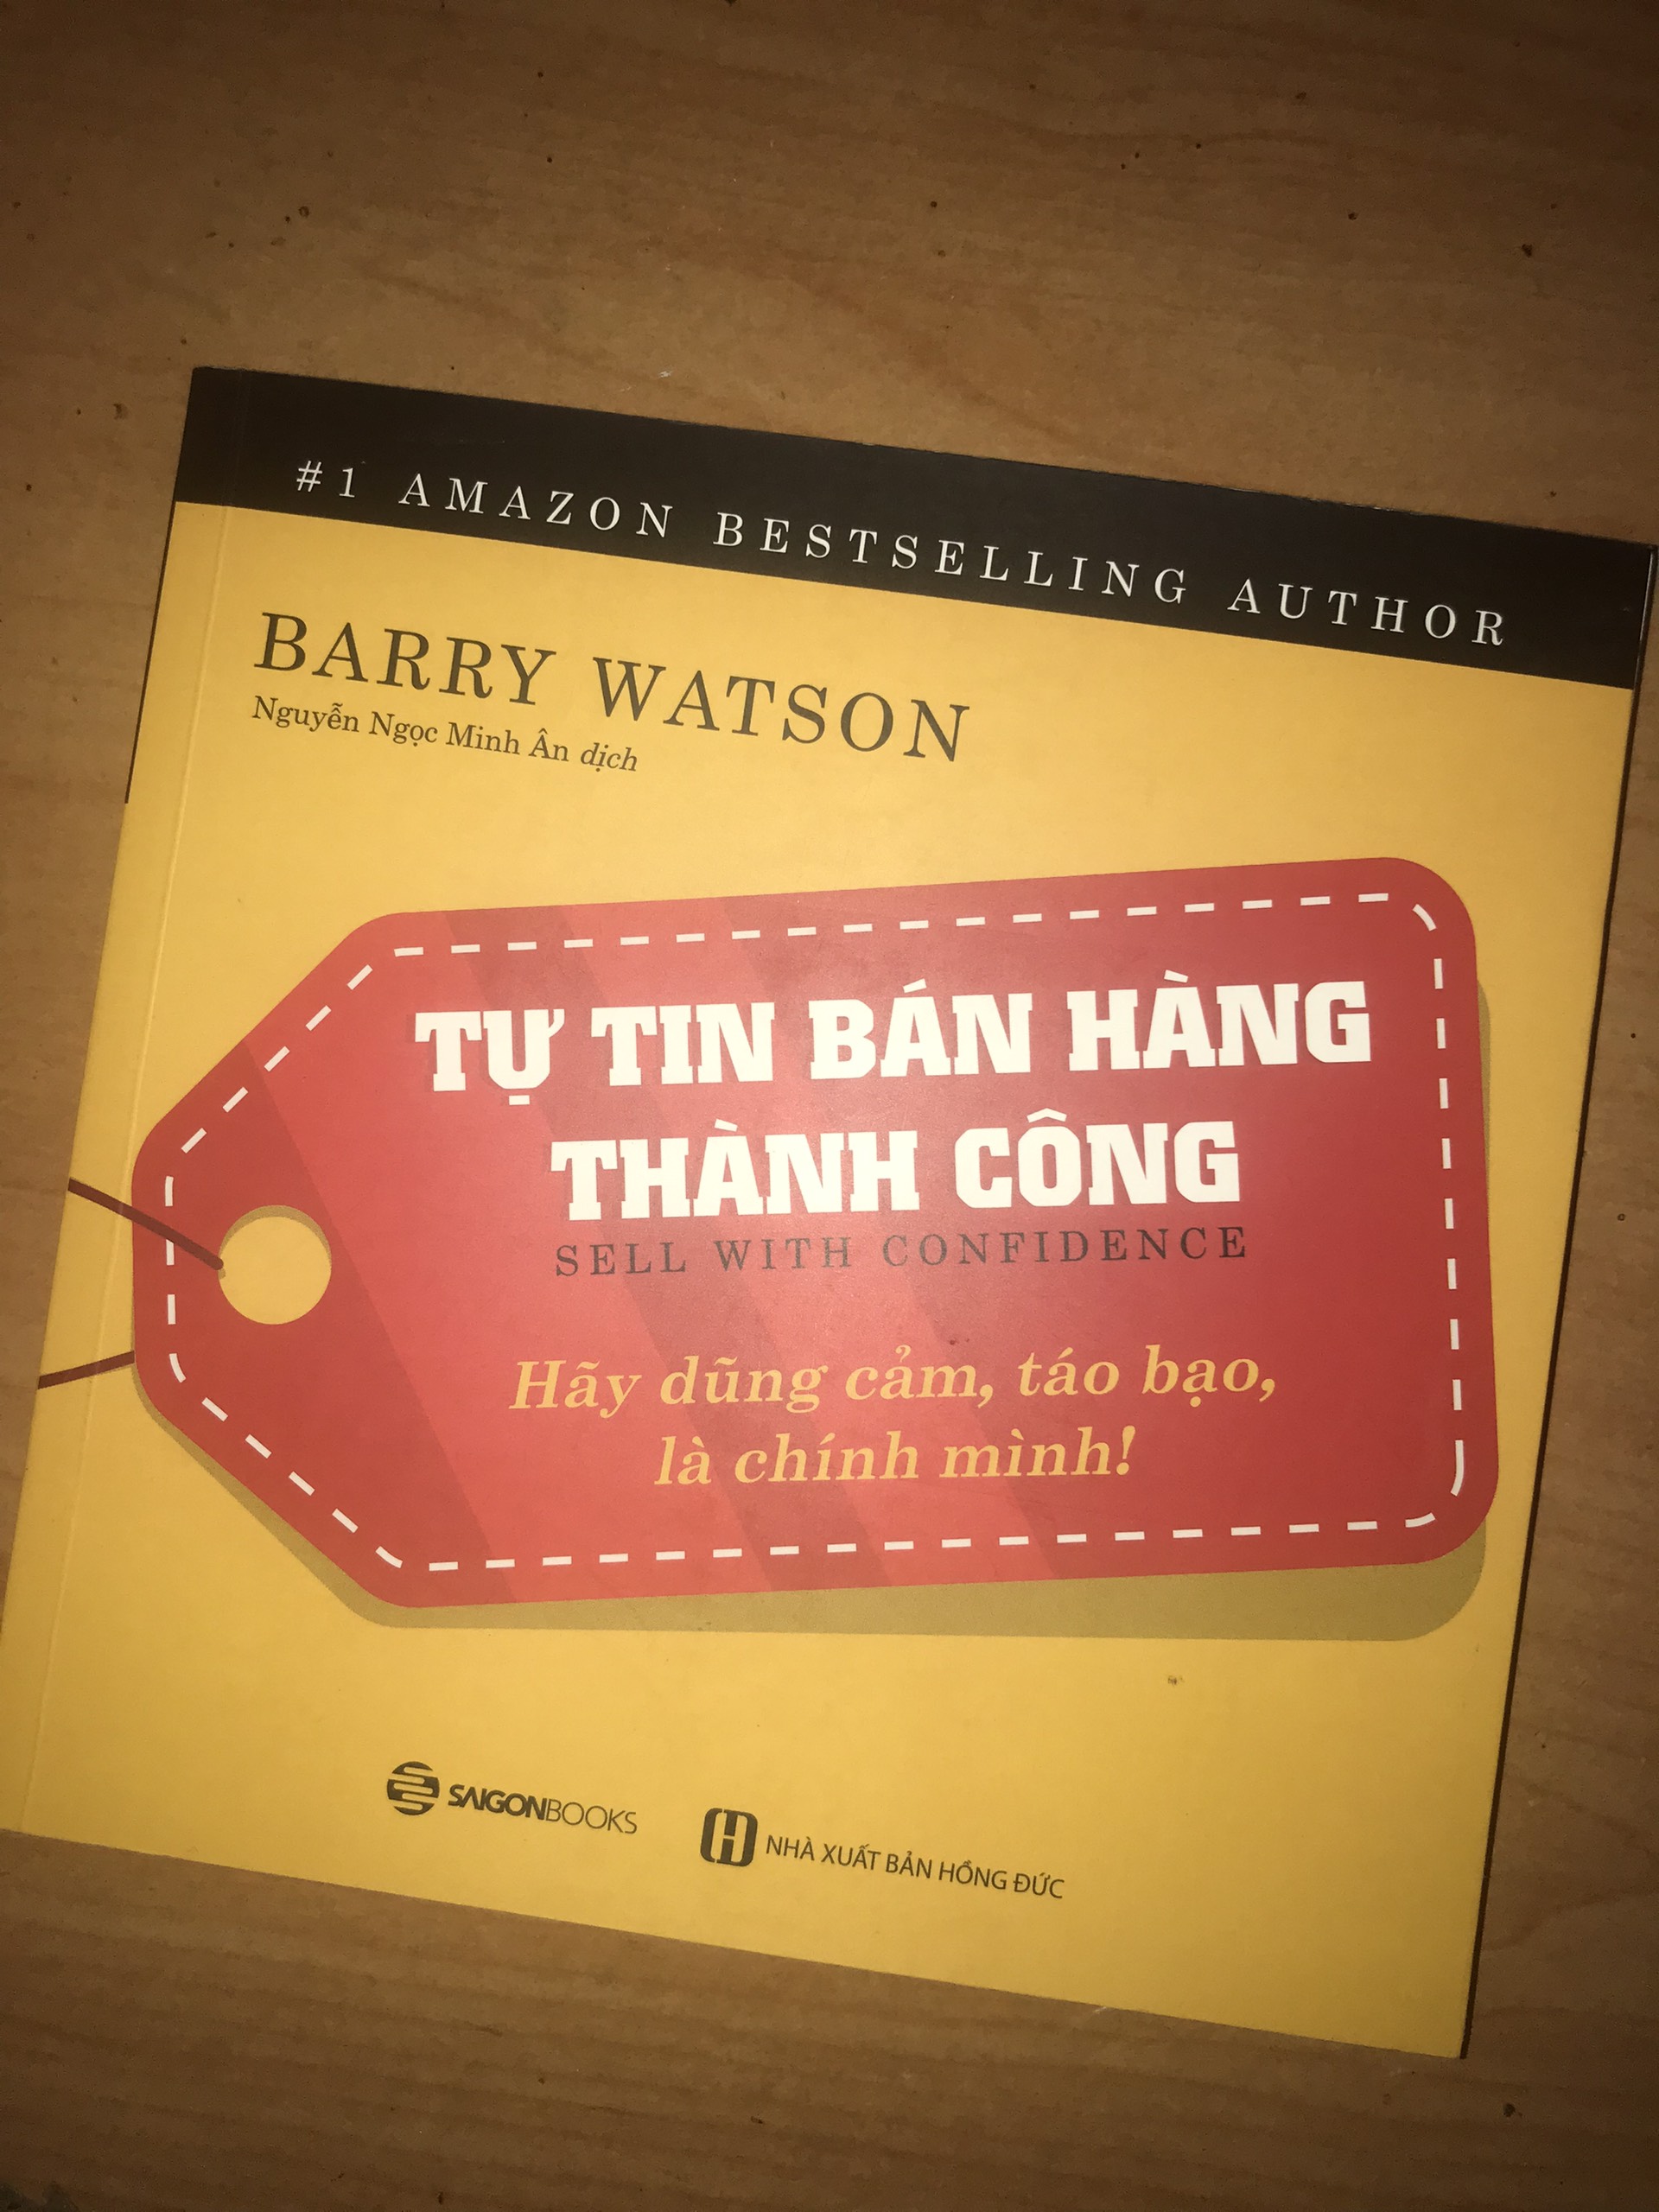 #1 AMAZON BESTSELLING AUTHOR
BARRY WATSON
Nguyễn Ngọc Minh Ân dịch
TỰ TIN BÁN HÀNG
THÀNH CÔNG
SELL WITH CONFIDENCE
Hãy dũng cảm, táo bạo,
là chính mình!
SAIGONBOOKS
NHÀ XUẤT BẢN HỒNG ĐỨC